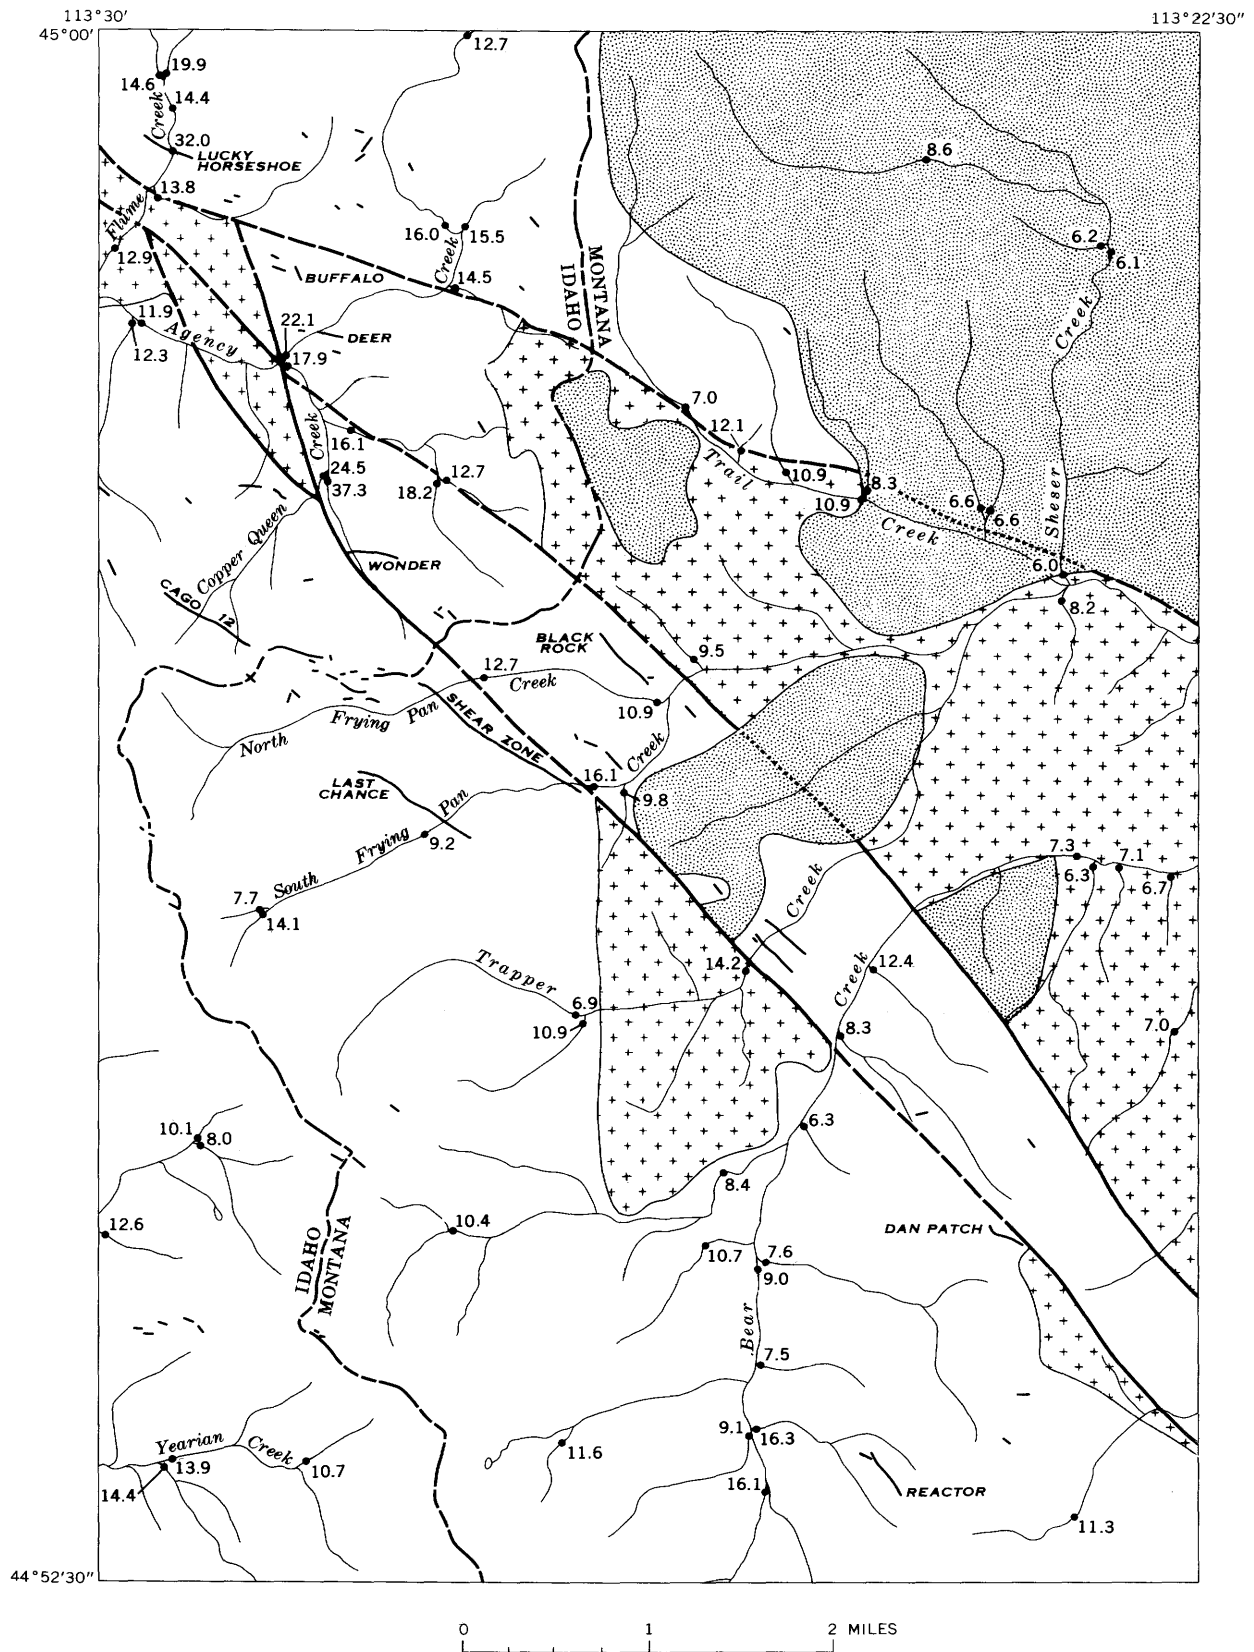 113°30'
113°22'30"
45°00'
12.7
19.9
14.6
Creek
14.4
32.0
LUCKY
HORSESHOE
8.6
13.8
Flume
16.0
15.5
Creek
12.9
6.2
6.1
MONTANA
IDAHO
BUFFALO
14.5
Creek
11.9
Agency
12.3
22.1
DEER
17.9
7.0
12.1
Creek
16.1
Trail
24.5
37.3
12.7
18.2
10.9
8.3
10.9
Creek
6.6
6.6
Sheser
Copper Queen
WONDER
6.0
8.2
CAGO 12
BLACK
ROCK
9.5
12.7
Creek
10.9
North Frying Pan
SHEAR ZONE
Creek
LAST
CHANCE
16.1
9.8
South Frying Pan
9.2
7.3
7.1
6.3
6.7
7.7
14.1
Creek
Trapper
14.2
12.4
Creek
6.9
10.9
8.3
7.0
10.1
8.0
6.3
8.4
12.6
10.4
IDAHO
MONTANA
DAN PATCH
10.7
7.6
9.0
Bear
7.5
9.1
16.3
Yearian Creek
13.9
10.7
11.6
14.4
16.1
REACTOR
11.3
44°52'30"
0 1 2 MILES